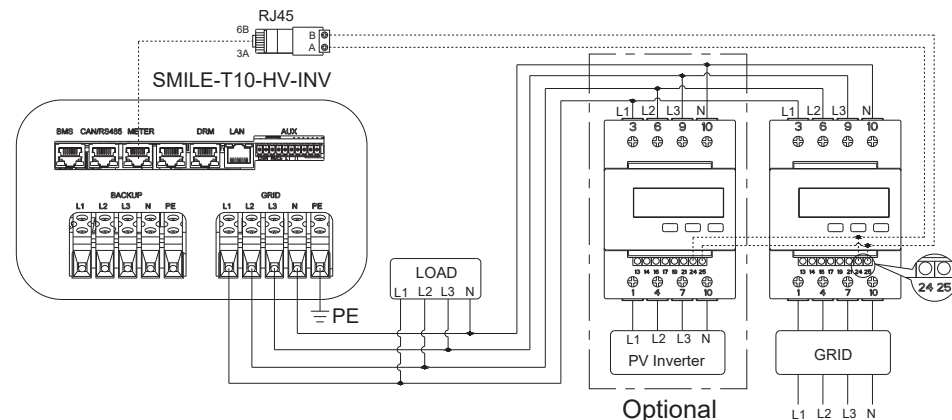 RJ45
6B
B
3A
A
SMILE-T10-HV-INV
BMS CAN/RS485 METER DRM LAN AUX
BACKUP
L1 L2 L3 N PE
GRID
L1 L2 L3 N PE
PE
LOAD
L1 L2 L3 N
L1 L2 L3 N
3 6 9 10
13 14 16 17 19 21 24 25
1 4 7 10
L1 L2 L3 N
PV Inverter
Optional
L1 L2 L3 N
3 6 9 10
13 14 16 17 19 21 24 25
24 25
1 4 7 10
GRID
L1 L2 L3 N